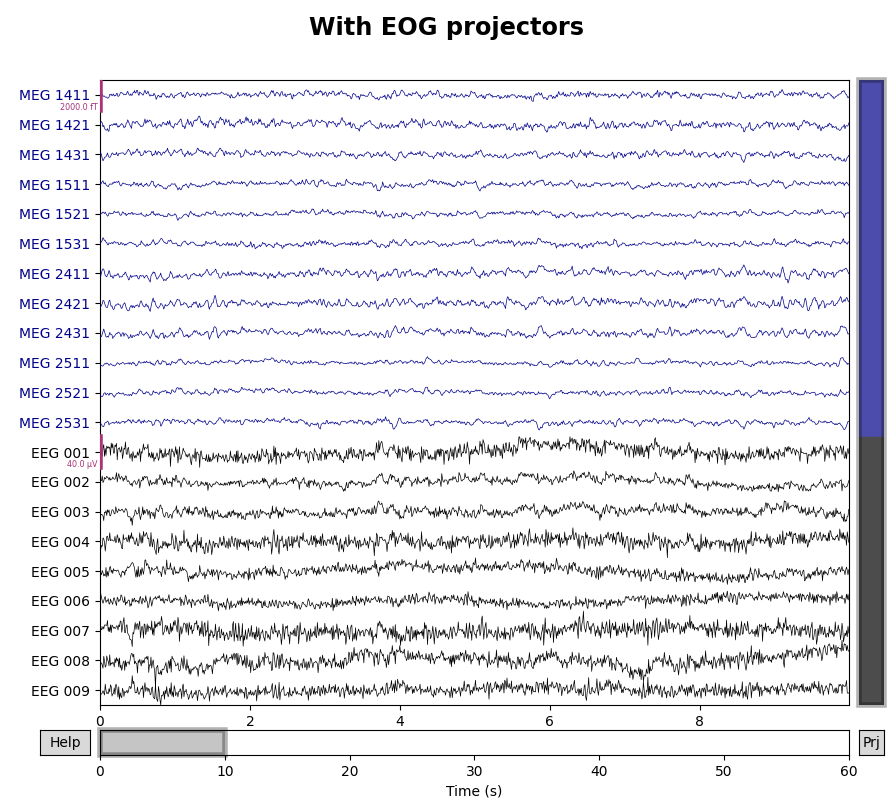 With EOG projectors
MEG 1411
2000.0 fT
MEG 1421
MEG 1431
MEG 1511
MEG 1521
MEG 1531
MEG 2411
MEG 2421
MEG 2431
MEG 2511
MEG 2521
MEG 2531
EEG 001
40.0 µV
EEG 002
EEG 003
EEG 004
EEG 005
EEG 006
EEG 007
EEG 008
EEG 009
0 2 4 6 8
Help Prj
0 10 20 30 40 50 60
Time (s)